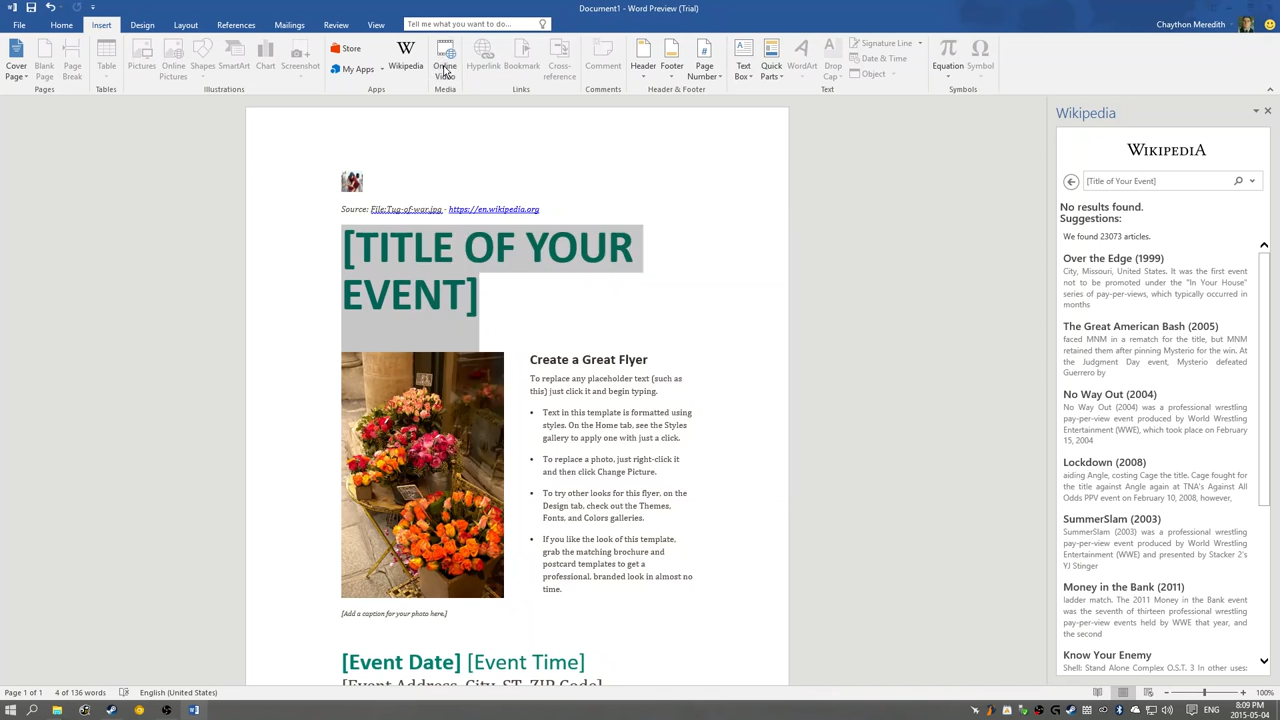 Document1 - Word Preview (Trial)
File Home Insert Design Layout References Mailings Review View Tell me what you want to do... Chaython Meredith
Cover Page Blank Page Page Break Table Pictures Online Pictures Shapes SmartArt Chart Screenshot Store My Apps Wikipedia Online Video Hyperlink Bookmark Cross-reference Comment Header Footer Page Number Text Box Quick Parts WordArt Drop Cap Signature Line Date & Time Object Equation Symbol
Pages Tables Illustrations Apps Media Links Comments Header & Footer Text Symbols
Source: File:Tug-of-war.jpg - https://en.wikipedia.org
[TITLE OF YOUR
EVENT]
Create a Great Flyer
To replace any placeholder text (such as
this) just click it and begin typing.
• Text in this template is formatted using
styles. On the Home tab, see the Styles
gallery to apply one with just a click.
• To replace a photo, just right-click it
and then click Change Picture.
• To try other looks for this flyer, on the
Design tab, check out the Themes,
Fonts, and Colors galleries.
• If you like the look of this template,
grab the matching brochure and
postcard templates to get a
professional, branded look in almost no
time.
[Add a caption for your photo here.]
[Event Date] [Event Time]
[Event Address, City, ST ZIP Code]
Wikipedia
WIKIPEDIA
[Title of Your Event]
No results found.
Suggestions:
We found 23073 articles.
Over the Edge (1999)
City, Missouri, United States. It was the first event
not to be promoted under the "In Your House"
series of pay-per-views, which typically occurred in
months
The Great American Bash (2005)
faced MNM in a rematch for the title, but MNM
retained them after pinning Mysterio for the win. At
the Judgment Day event, Mysterio defeated
Guerrero by
No Way Out (2004)
No Way Out (2004) was a professional wrestling
pay-per-view event produced by World Wrestling
Entertainment (WWE), which took place on February
15, 2004
Lockdown (2008)
aiding Angle, costing Cage the title. Cage fought for
the title against Angle again at TNA's Against All
Odds PPV event on February 10, 2008, however,
SummerSlam (2003)
SummerSlam (2003) was a professional wrestling
pay-per-view event produced by World Wrestling
Entertainment (WWE) and presented by Stacker 2's
YJ Stinger
Money in the Bank (2011)
ladder match. The 2011 Money in the Bank event
was the seventh of thirteen professional wrestling
pay-per-view events held by WWE that year, and
the second
Know Your Enemy
Shell: Stand Alone Complex O.S.T. 3 In other uses:
Page 1 of 1 4 of 136 words English (United States) 100%
ENG 8:09 PM
2015-05-04